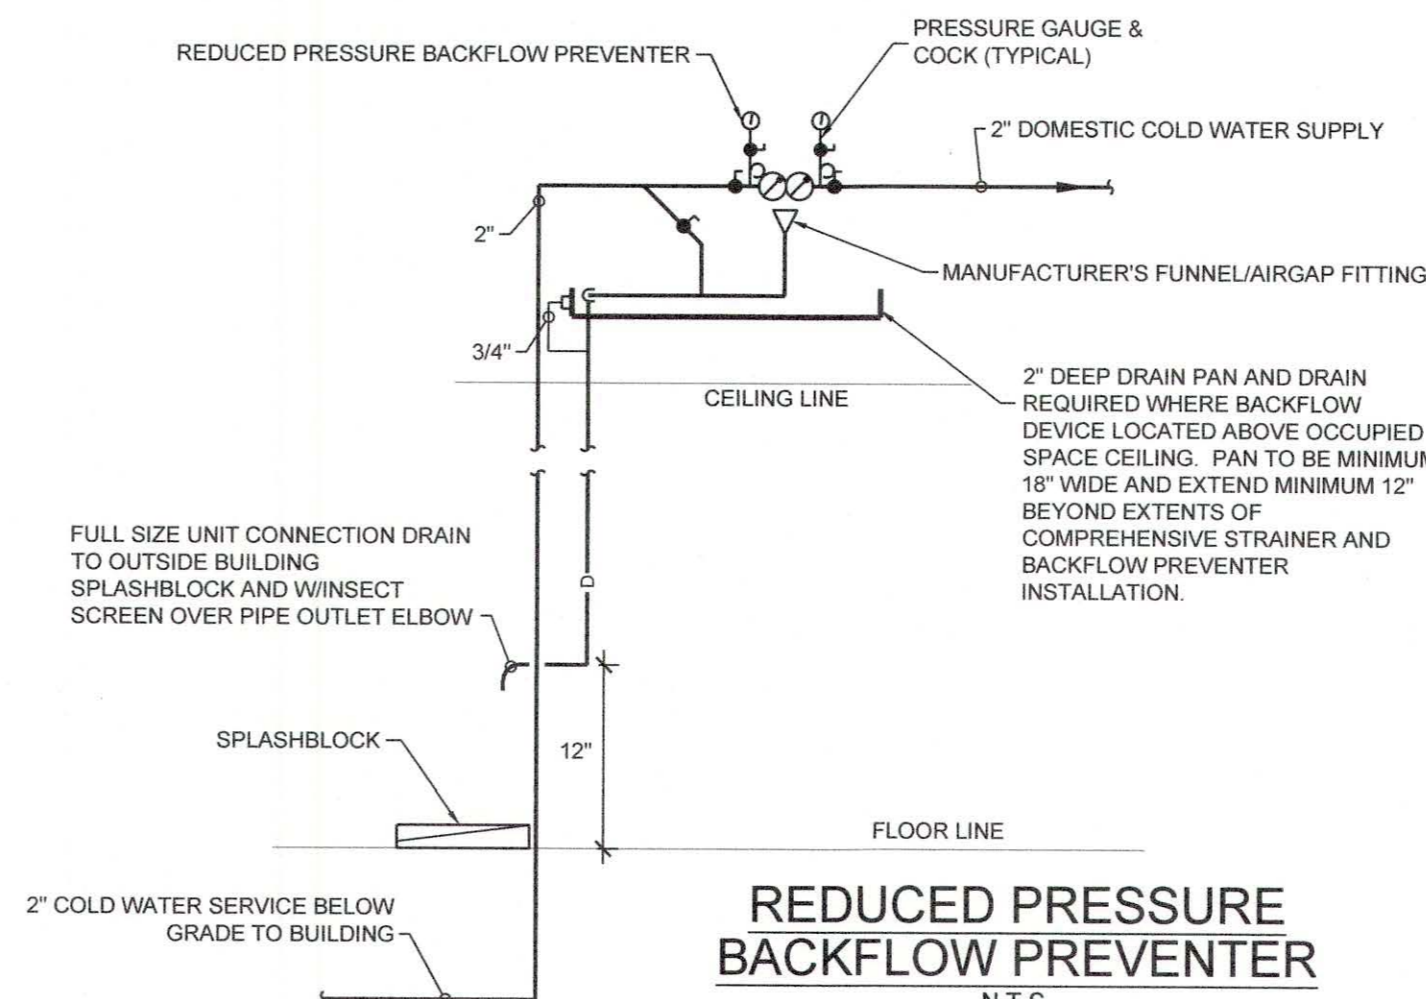 REDUCED PRESSURE BACKFLOW PREVENTER
PRESSURE GAUGE &
COCK (TYPICAL)
2" DOMESTIC COLD WATER SUPPLY
2"
MANUFACTURER'S FUNNEL/AIRGAP FITTING
3/4"
CEILING LINE
2" DEEP DRAIN PAN AND DRAIN
REQUIRED WHERE BACKFLOW
DEVICE LOCATED ABOVE OCCUPIED
SPACE CEILING. PAN TO BE MINIMUM
18" WIDE AND EXTEND MINIMUM 12"
BEYOND EXTENTS OF
COMPREHENSIVE STRAINER AND
BACKFLOW PREVENTER
INSTALLATION.
FULL SIZE UNIT CONNECTION DRAIN
TO OUTSIDE BUILDING
SPLASHBLOCK AND W/INSECT
SCREEN OVER PIPE OUTLET ELBOW
D
SPLASHBLOCK
12"
FLOOR LINE
2" COLD WATER SERVICE BELOW
GRADE TO BUILDING
REDUCED PRESSURE
BACKFLOW PREVENTER
N.T.S.